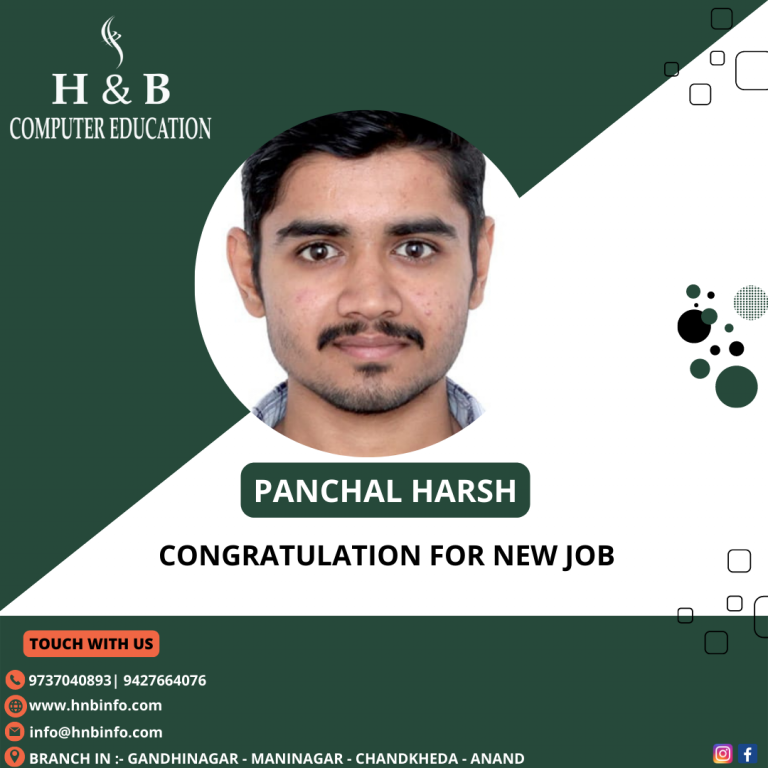 H & B
COMPUTER EDUCATION
PANCHAL HARSH
CONGRATULATION FOR NEW JOB
TOUCH WITH US
9737040893| 9427664076
www.hnbinfo.com
info@hnbinfo.com
BRANCH IN :- GANDHINAGAR - MANINAGAR - CHANDKHEDA - ANAND